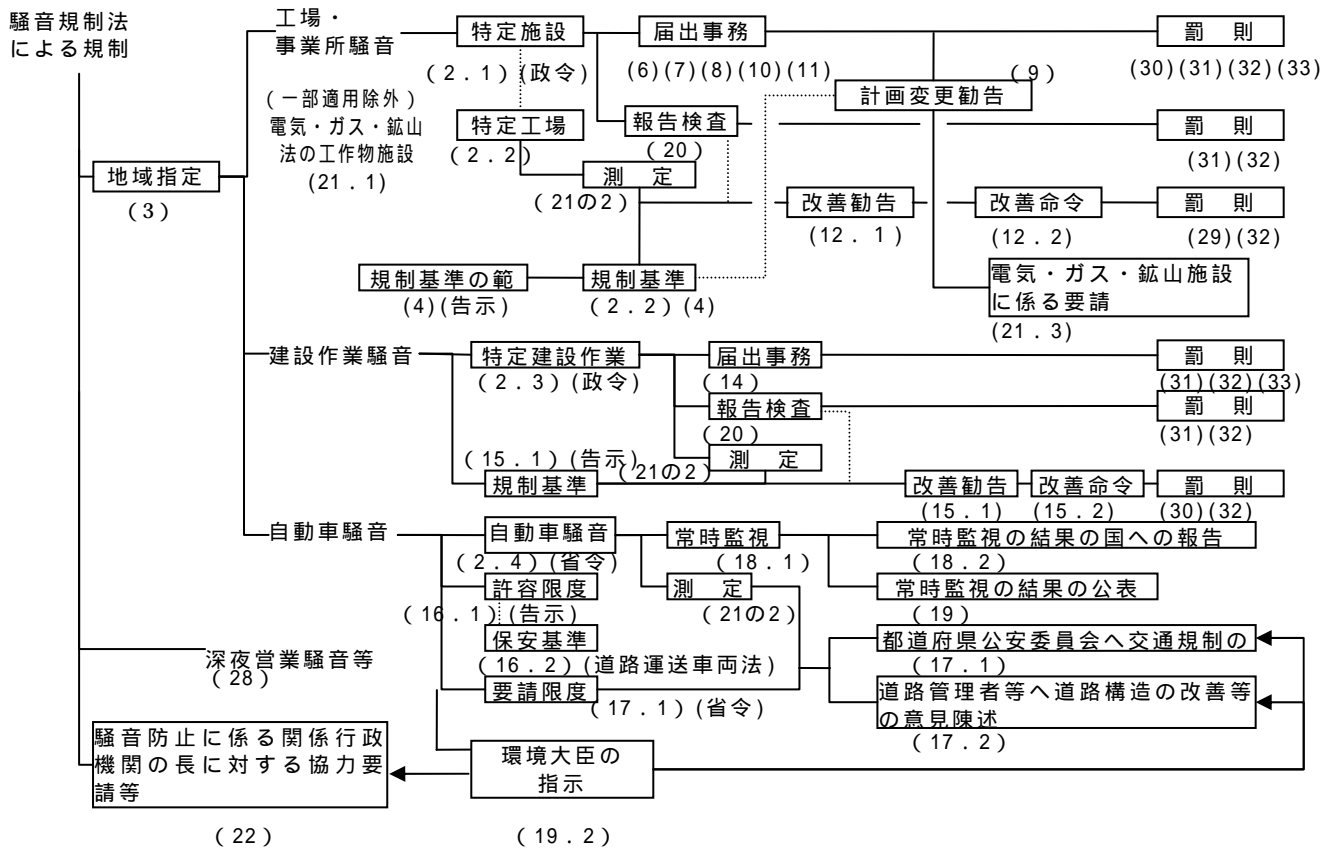 騒音規制法
による規制
工場・
事業所騒音
特定施設
届出事務
罰　則
(2．1)(政令)
(6)(7)(8)(10)(11)
(9)
(30)(31)(32)(33)
計画変更勧告
(一部適用除外)
電気・ガス・鉱山
法の工作物施設
(21.1)
特定工場
(2.2)
報告検査
(20)
罰　則
(31)(32)
地域指定
(3)
測　定
(21の2)
改善勧告
(12．1)
改善命令
(12．2)
罰　則
(29)(32)
規制基準の範
(4)(告示)
規制基準
(2．2)(4)
電気・ガス・鉱山施設
に係る要請
(21.3)
建設作業騒音
特定建設作業
(2．3)(政令)
届出事務
(14)
罰　則
(31)(32)(33)
報告検査
(20)
罰　則
(31)(32)
(15．1)(告示)
(21の2)
測　定
規制基準
改善勧告
(15．1)
改善命令
(15．2)
罰　則
(30)(32)
自動車騒音
自動車騒音
(2．4)(省令)
常時監視
(18．1)
常時監視の結果の国への報告
(18．2)
許容限度
(16．1)(告示)
測　定
(21の2)
常時監視の結果の公表
(19)
保安基準
(16．2)(道路運送車両法)
都道府県公安委員会へ交通規制の
(17．1)
深夜営業騒音等
(28)
要請限度
(17．1)(省令)
道路管理者等へ道路構造の改善等
の意見陳述
(17．2)
騒音防止に係る関係行政
機関の長に対する協力要
請等
(22)
環境大臣の
指示
(19．2)